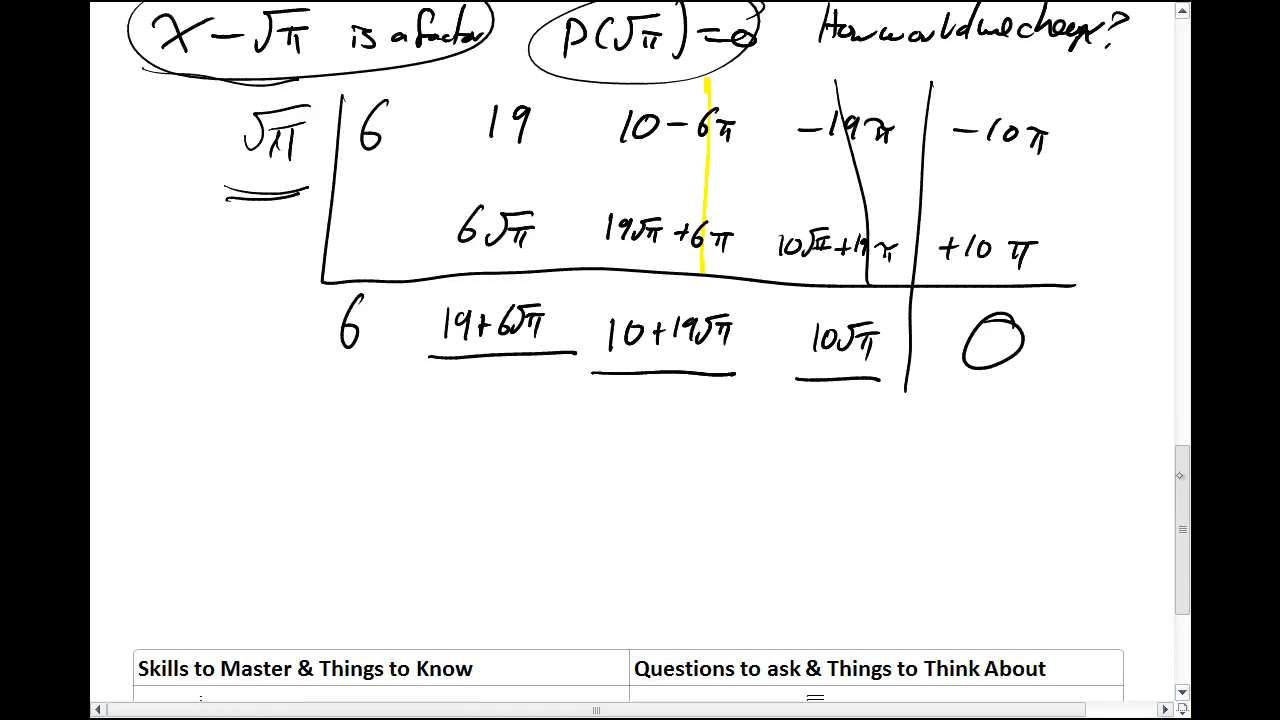 x - √π is a factor P(√π) = 0 How would we check?
√π 6 19 10 - 6π - 19π - 10π
6√π 19√π + 6π 10√π + 19π + 10π
6 19 + 6√π 10 + 19√π 10√π 0
Skills to Master & Things to Know Questions to ask & Things to Think About